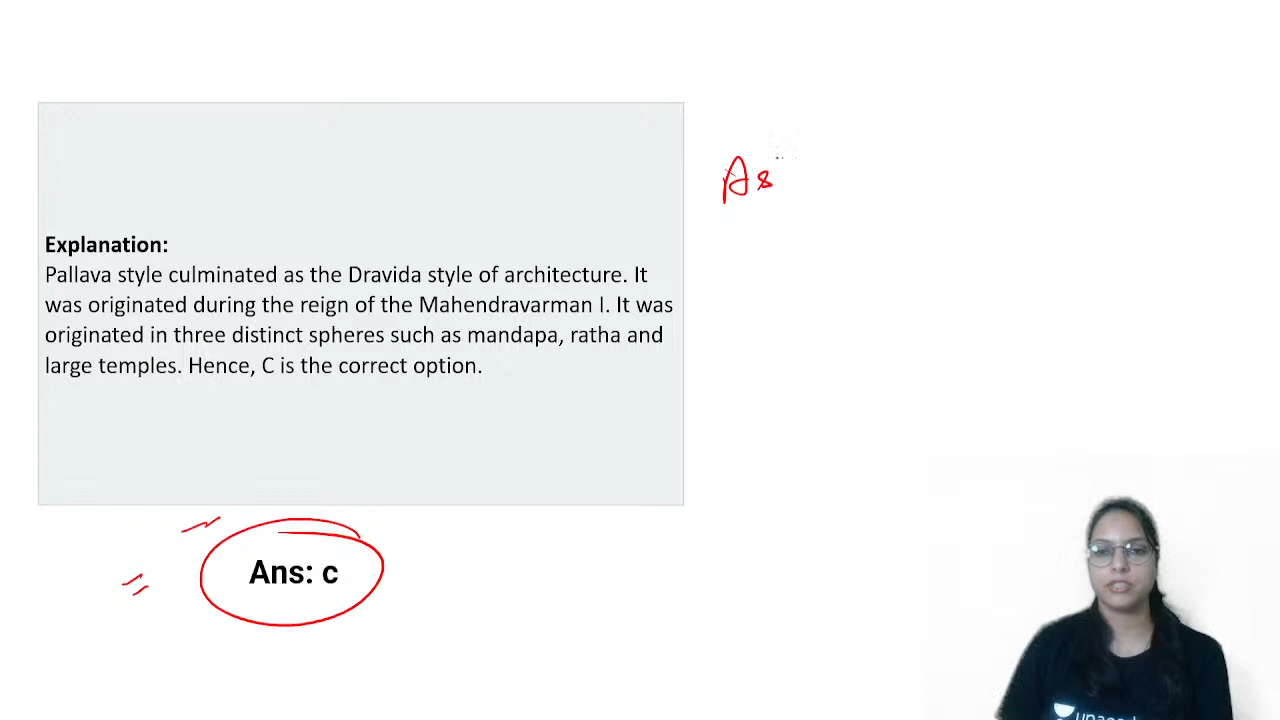 Explanation:
Pallava style culminated as the Dravida style of architecture. It
was originated during the reign of the Mahendravarman I. It was
originated in three distinct spheres such as mandapa, ratha and
large temples. Hence, C is the correct option.
As
Ans: c